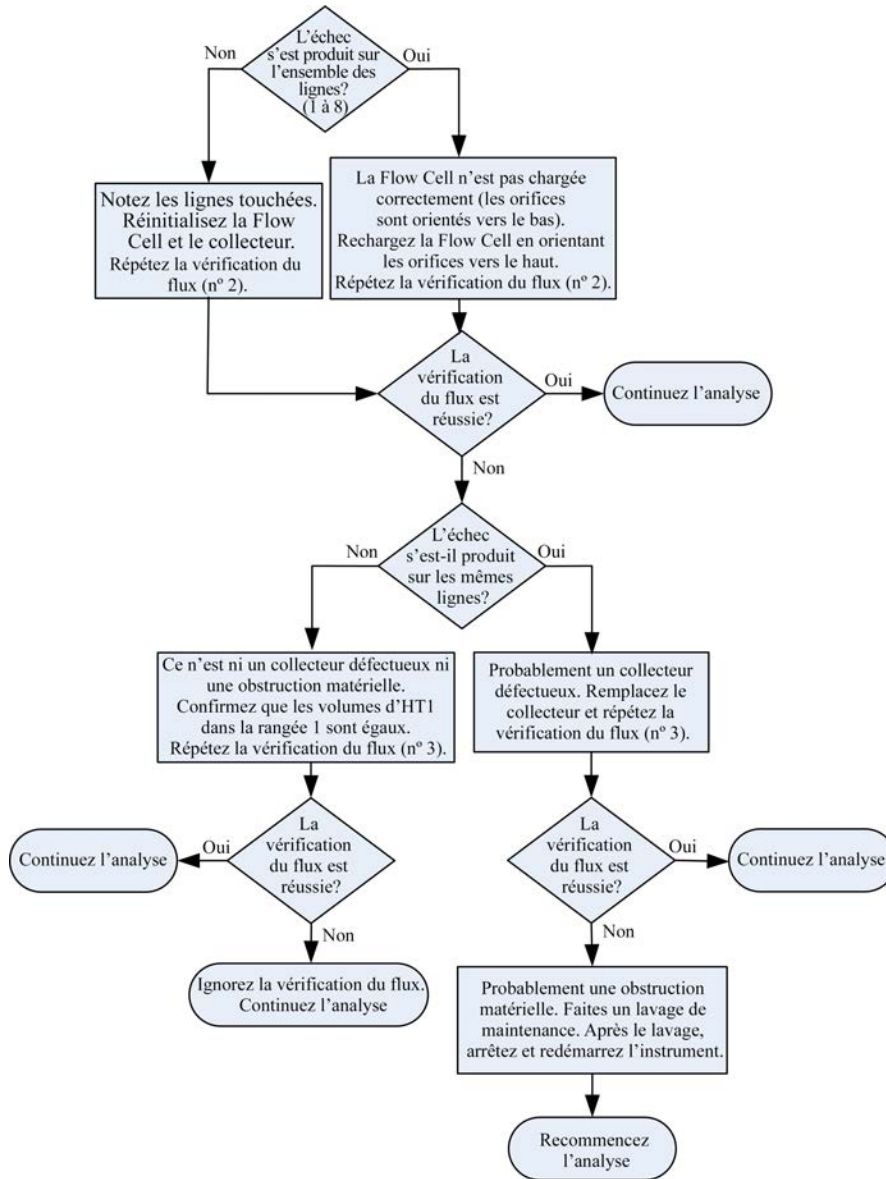 L'échec
s'est produit sur
l'ensemble des
lignes?
(1 à 8)
Non
Oui
Notez les lignes touchées.
Réinitialisez la Flow
Cell et le collecteur.
Répétez la vérification du
flux (nº 2).
La Flow Cell n'est pas chargée
correctement (les orifices
sont orientés vers le bas).
Rechargez la Flow Cell en orientant
les orifices vers le haut.
Répétez la vérification du flux (nº 2).
La
vérification
du flux est
réussie?
Oui
Continuez l'analyse
Non
L'échec
s'est-il produit
sur les mêmes
lignes?
Non
Oui
Ce n'est ni un collecteur défectueux ni
une obstruction matérielle.
Confirmez que les volumes d'HT1
dans la rangée 1 sont égaux.
Répétez la vérification du flux (nº 3).
Probablement un collecteur
défectueux. Remplacez le
collecteur et répétez la
vérification du flux (nº 3).
La
vérification
du flux est
réussie?
Oui
Continuez l'analyse
Non
Ignorez la vérification du flux.
Continuez l'analyse
La
vérification
du flux est
réussie?
Oui
Continuez l'analyse
Non
Probablement une obstruction
matérielle. Faites un lavage de
maintenance. Après le lavage,
arrêtez et redémarrez l'instrument.
Recommencez
l'analyse